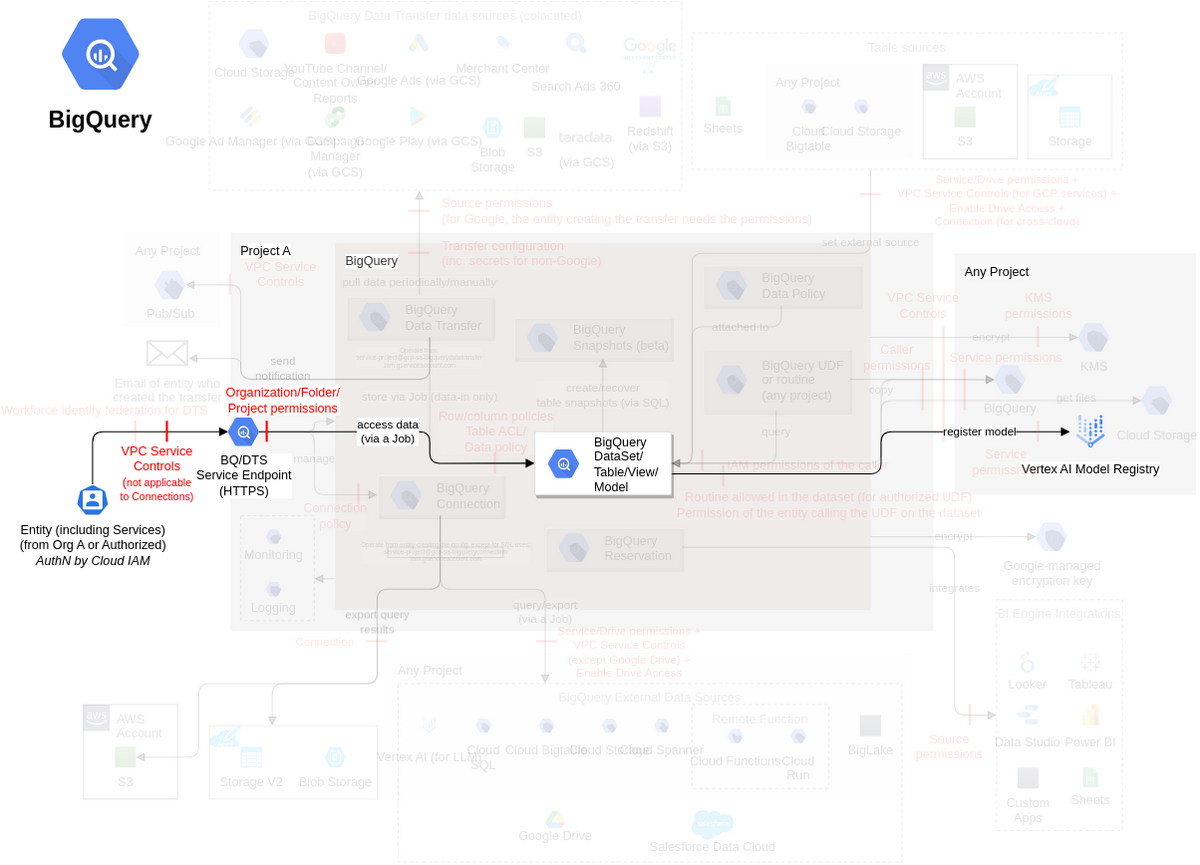 BigQuery Data Transfer data sources (colocated)
Cloud Storage
YouTube Channel/
Content Owner
Reports
Google Ads (via GCS)
Merchant Center
Search Ads 360
Google
Google Ad Manager (via GCS)
Campaign
Manager
(via GCS)
Google Play (via GCS)
Blob
Storage
S3
teradata.
(via GCS)
Redshift
(via S3)
Table sources
Sheets
Any Project
Cloud
Bigtable
Cloud Storage
aws
AWS
Account
S3
Storage
BigQuery
Service/Drive permissions +
VPC Service Controls (for GCP services) +
Enable Drive Access +
Connection (for cross-cloud)
Source permissions
(for Google, the entity creating the transfer needs the permissions)
Transfer configuration
(inc. secrets for non-Google)
set external source
Any Project
Pub/Sub
Project A
VPC Service
Controls
BigQuery
pull data periodically/manually
BigQuery
Data Transfer
BigQuery
Snapshots (beta)
BigQuery
Data Policy
attached to
BigQuery UDF
or routine
(any project)
create/recover
table snapshots (via SQL)
query
send
notification
Email of entity who
created the transfer
store via Job (data-in only)
Row/column policies
Table ACL/
Data policy
Workforce identity federation for DTS
Organization/Folder/
Project permissions
VPC Service
Controls
(not applicable
to Connections)
BQ/DTS
Service Endpoint
(HTTPS)
access data
(via a Job)
manage
Entity (including Services)
(from Org A or Authorized)
AuthN by Cloud IAM
BigQuery
DataSet/
Table/View/
Model
BigQuery
Connection
Connection
policy
Monitoring
Logging
BigQuery
Reservation
IAM permissions of the caller
Routine allowed in the dataset (for authorized UDF)
Permission of the entity calling the UDF on the dataset
Any Project
VPC Service
Controls
KMS
permissions
encrypt
KMS
Caller
permissions
Service permissions
copy
BigQuery
get files
Cloud Storage
register model
Service
permissions
Vertex AI Model Registry
encrypt
Google-managed
encryption key
integrates
BI Engine Integrations
Looker
Tableau
Data Studio
Power BI
Custom
Apps
Sheets
Source
permissions
export query
results
Connection
query/export
(via a Job)
Service/Drive permissions +
VPC Service Controls
(except Google Drive) +
Enable Drive Access
Any Project
BigQuery External Data Sources
Vertex AI (for LLM)
Cloud
SQL
Cloud Bigtable
Cloud Storage
Cloud Spanner
Remote Function
Cloud Functions
Cloud
Run
BigLake
Google Drive
Salesforce Data Cloud
aws
AWS
Account
S3
Storage V2
Blob Storage